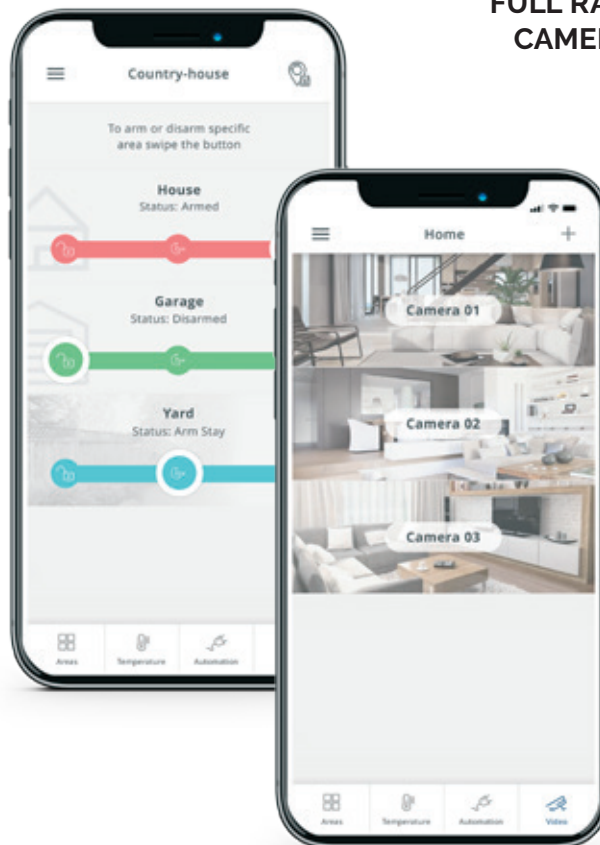 FULL RA
CAMER
Country-house
To arm or disarm specific
area swipe the button
House
Status: Armed
Garage
Status: Disarmed
Yard
Status: Arm Stay
Areas
Temperature
Automation
Home
Camera 01
Camera 02
Camera 03
Areas
Temperature
Automation
Video